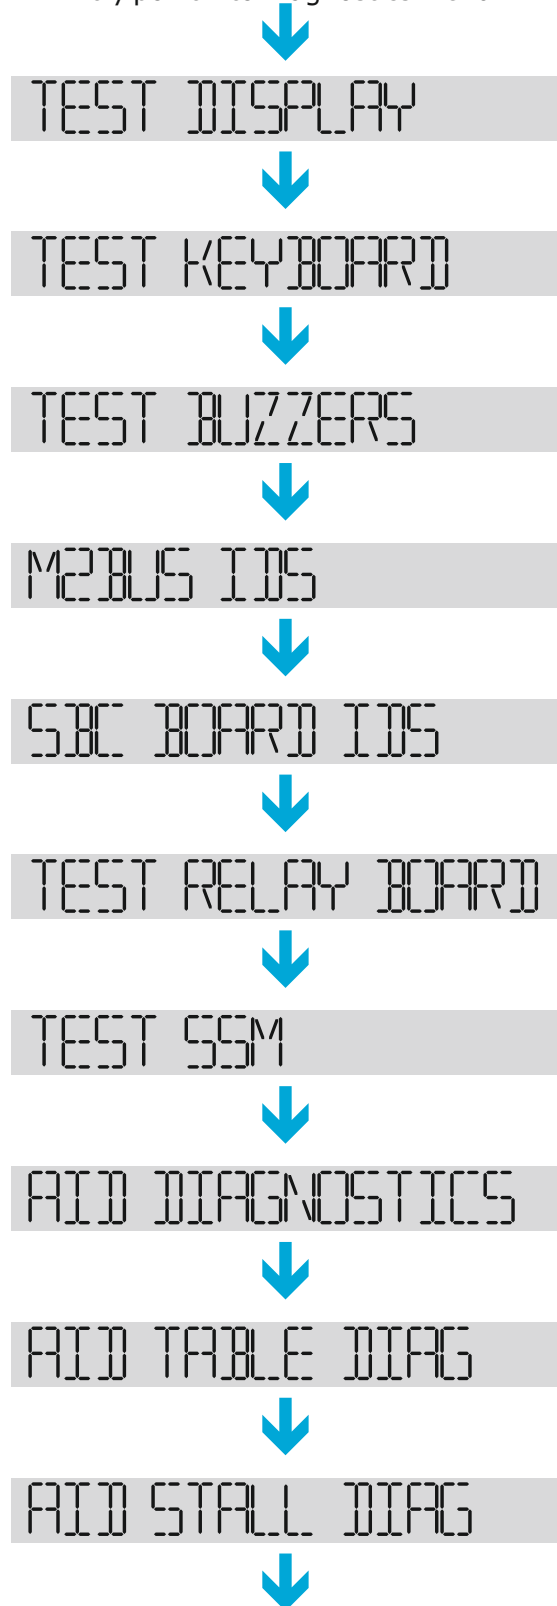 TEST DISPLAY
TEST KEYBOARD
TEST BUZZERS
M2BUS IDS
SBC BOARD IDS
TEST RELAY BOARD
TEST SSM
AID DIAGNOSTICS
AID TABLE DIAG
AID STALL DIAG